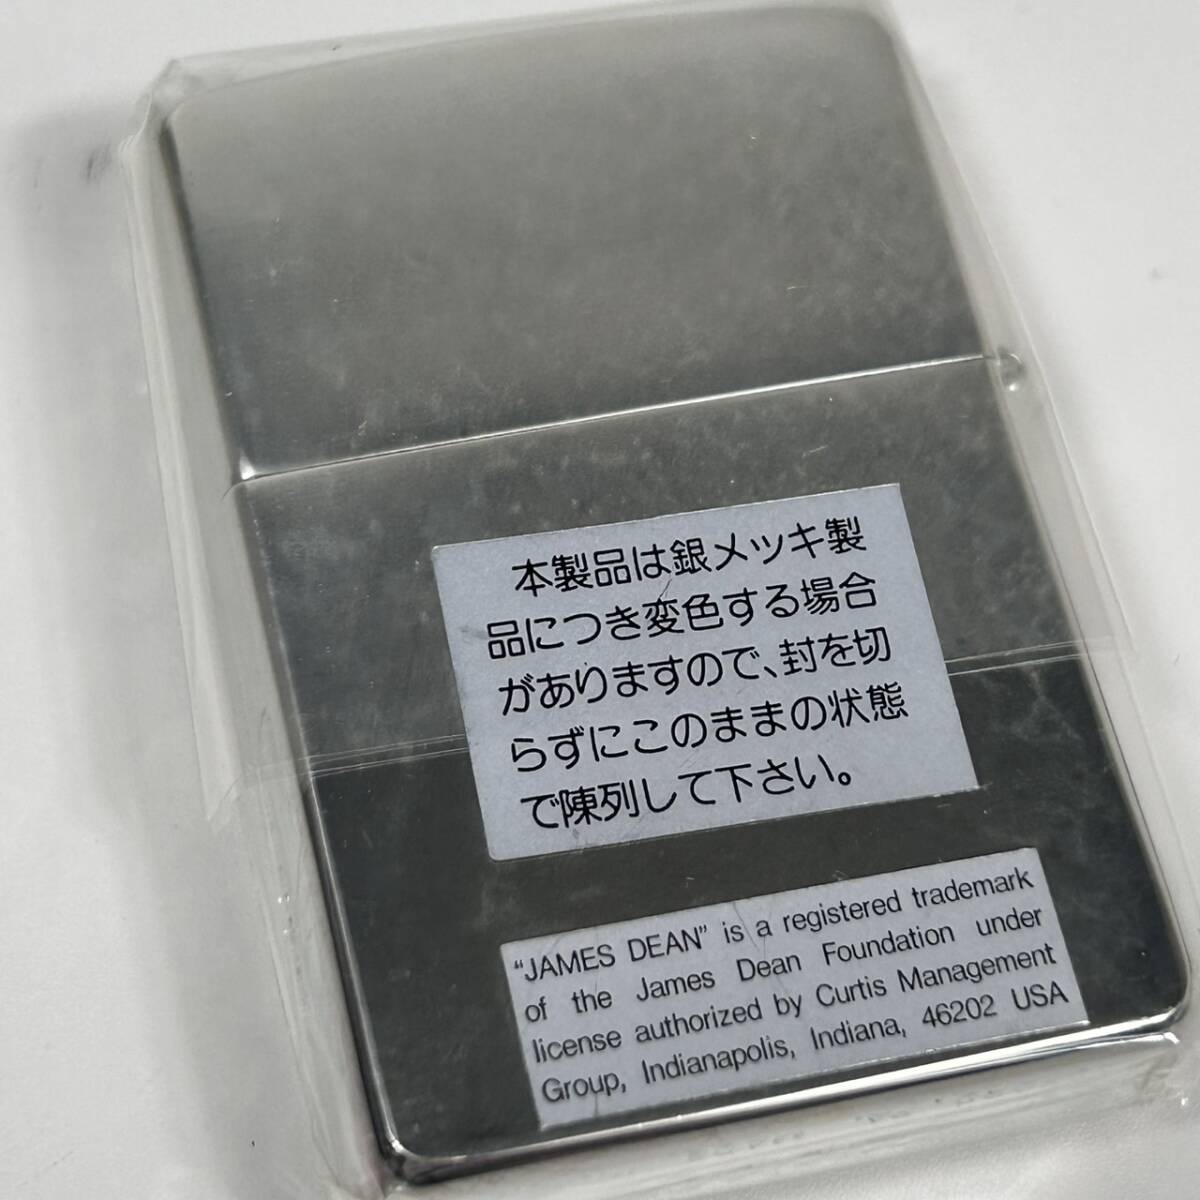 本製品は銀メツキ製
品につき変色する場合
がありますので､封を切
らずにこのままの状態
で陳列して下さい。
“JAMES DEAN” is a registered trademark
of the James Dean Foundation under
license authorized by Curtis Management
Group, Indianapolis, Indiana, 46202 USA